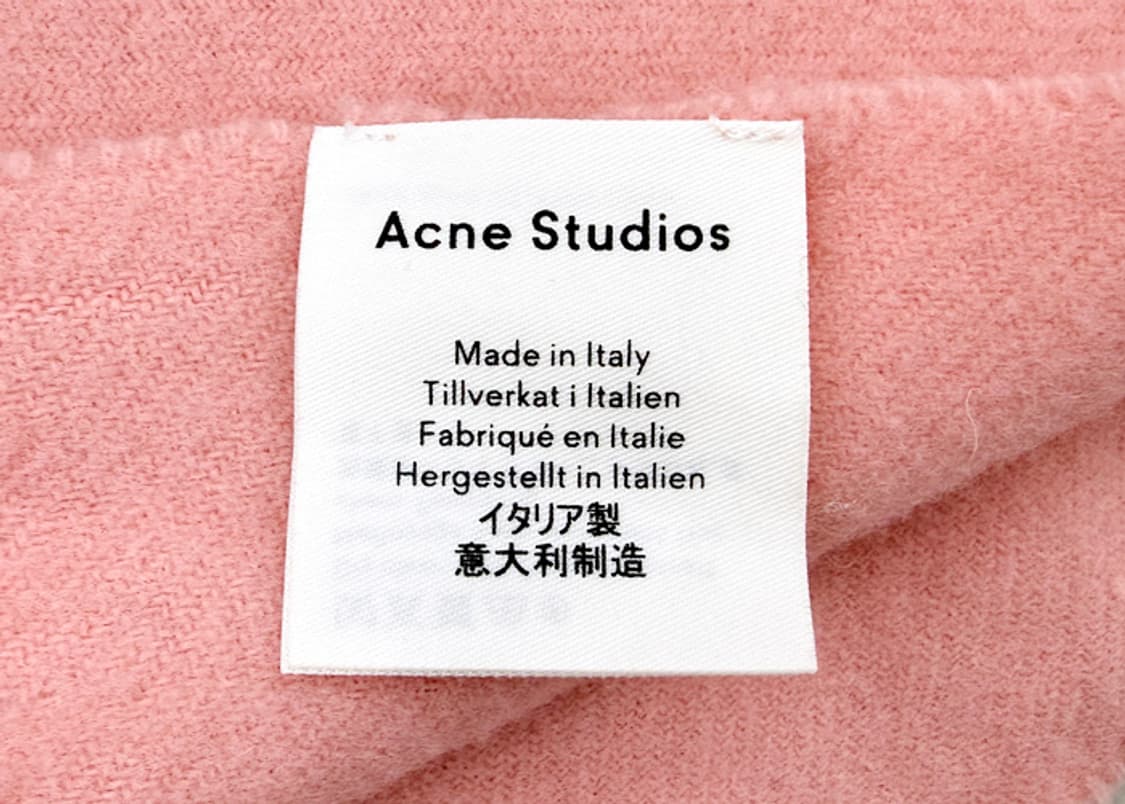 Acne Studios
Made in Italy
Tillverkat i Italien
Fabriqué en Italie
Hergestellt in Italien
イタリア製
意大利制造